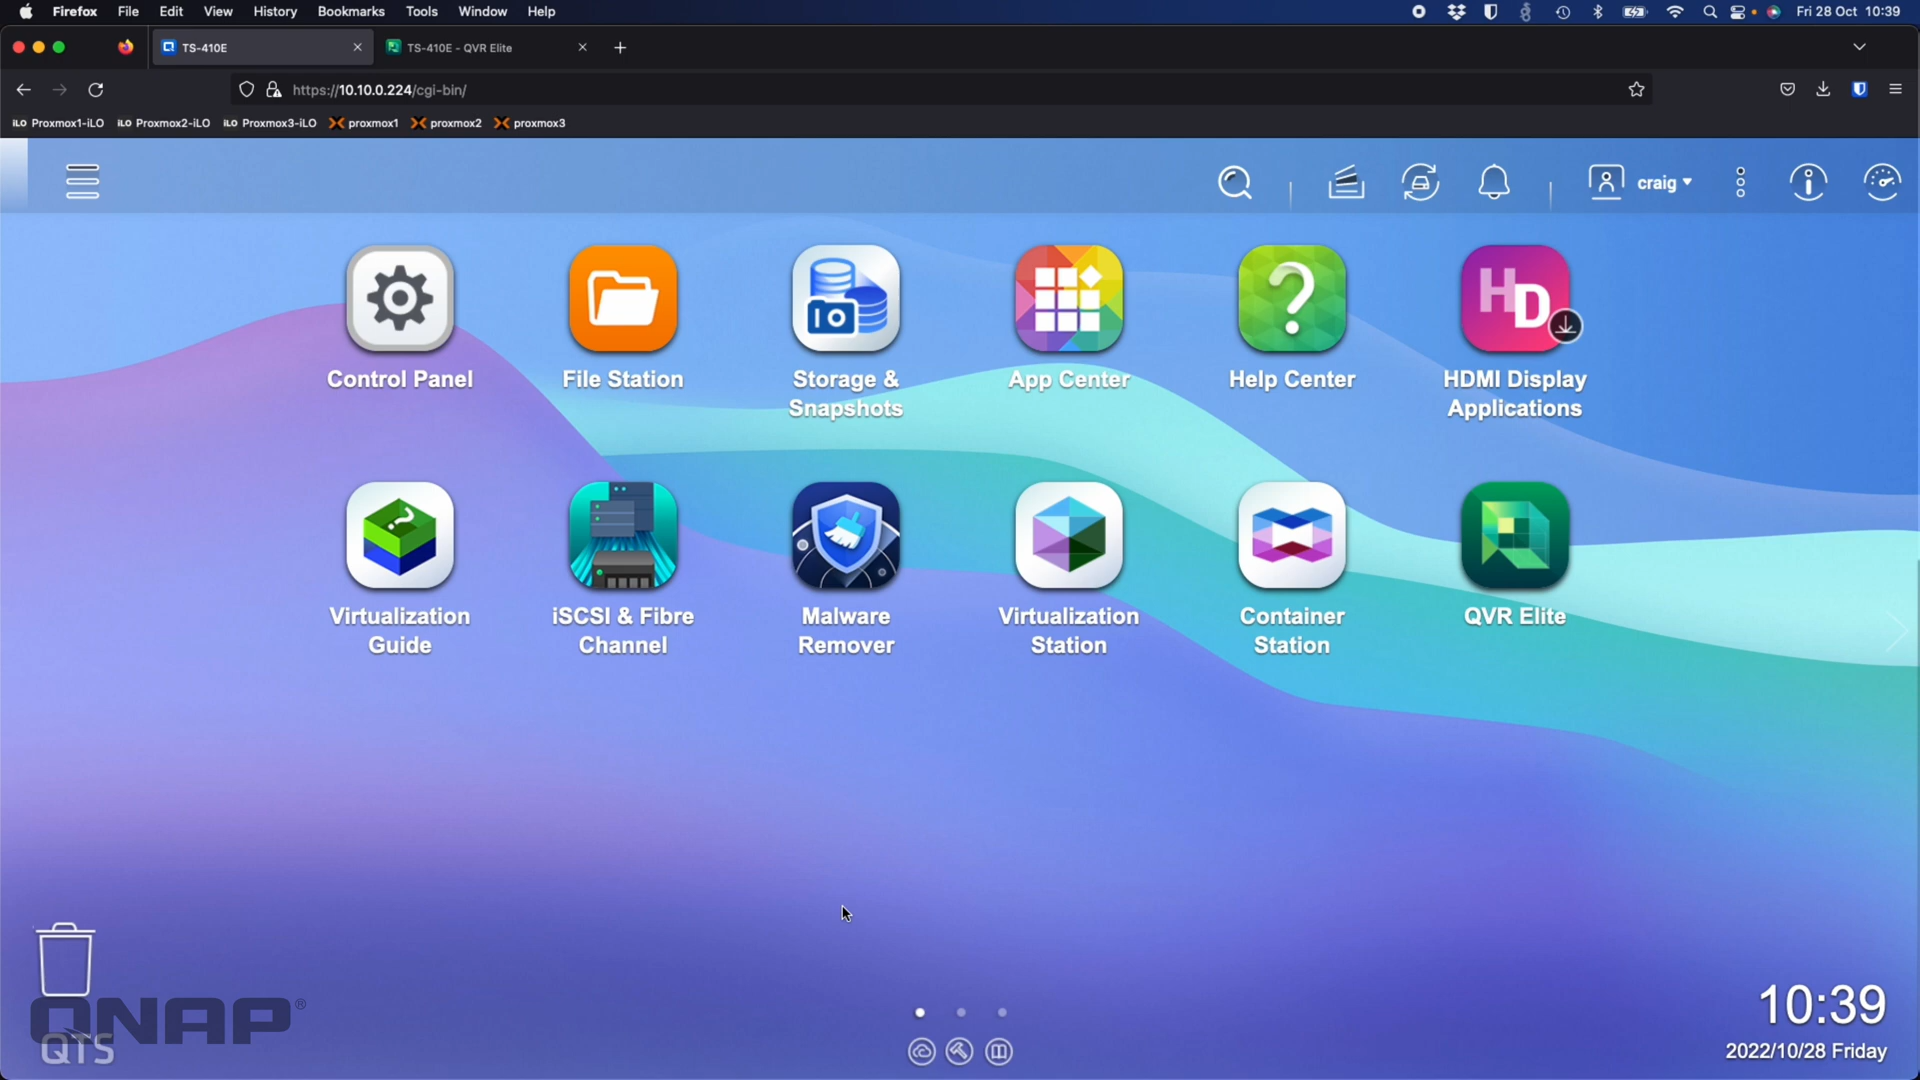 Firefox File Edit View History Bookmarks Tools Window Help Fri 28 Oct 10:39
TS-410E TS-410E - QVR Elite
https://10.10.0.224/cgi-bin/
iLO Proxmox1-iLO iLO Proxmox2-iLO iLO Proxmox3-iLO proxmox1 proxmox2 proxmox3
craig
HD
Control Panel File Station Storage & Snapshots App Center Help Center HDMI Display Applications
Virtualization Guide iSCSI & Fibre Channel Malware Remover Virtualization Station Container Station QVR Elite
QNAP®
QTS
10:39
2022/10/28 Friday